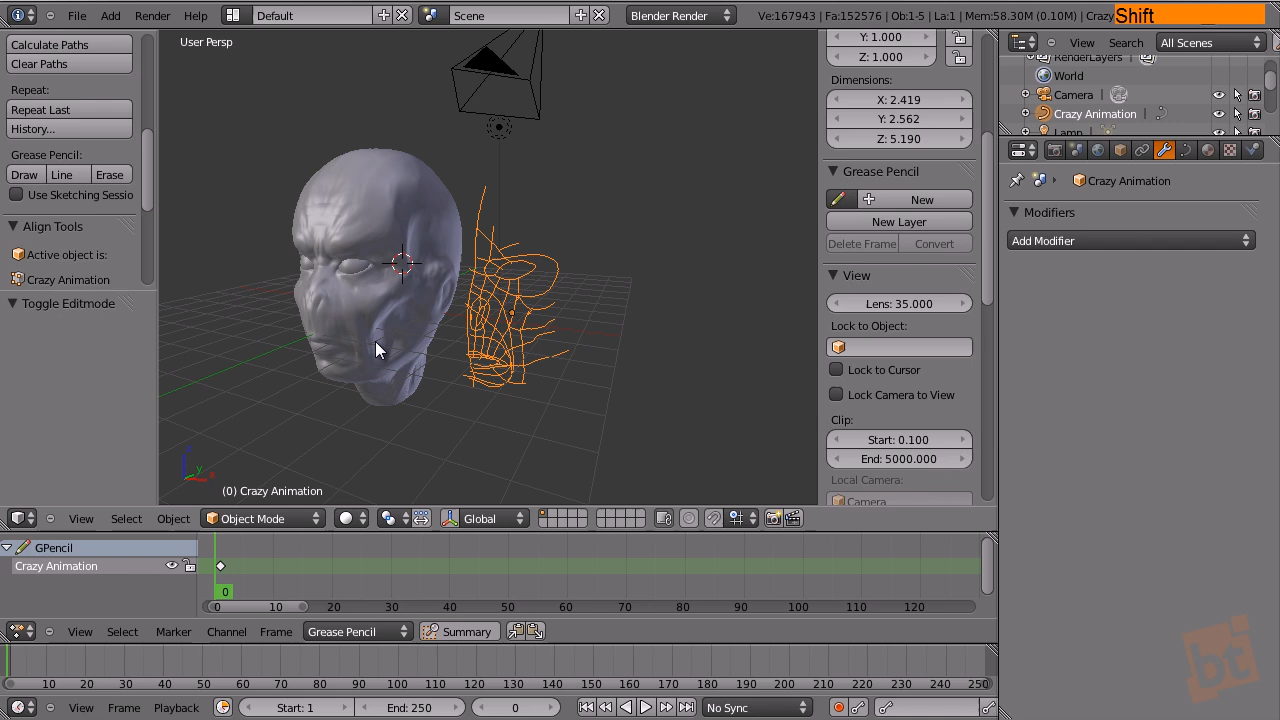 File Add Render Help Default Scene Blender Render Ve:167943 | Fa:152576 | Ob:1-5 | La:1 | Mem:58.30M (0.10M) | Crazy Shift
Calculate Paths
Clear Paths
Repeat:
Repeat Last
History...
Grease Pencil:
Draw Line Erase
Use Sketching Sessio
Align Tools
Active object is:
Crazy Animation
Toggle Editmode
User Persp
(0) Crazy Animation
Y: 1.000
Z: 1.000
Dimensions:
X: 2.419
Y: 2.562
Z: 5.190
Grease Pencil
New
New Layer
Delete Frame Convert
View
Lens: 35.000
Lock to Object:
Lock to Cursor
Lock Camera to View
Clip:
Start: 0.100
End: 5000.000
Local Camera:
Camera
View Search All Scenes
RenderLayers
World
Camera
Crazy Animation
Lamp
Crazy Animation
Modifiers
Add Modifier
View Select Object Object Mode Global
GPencil
Crazy Animation
0
0 10 20 30 40 50 60 70 80 90 100 110 120
View Select Marker Channel Frame Grease Pencil Summary
10 20 30 40 50 60 70 80 90 100 110 120 130 140 150 160 170 180 190 200 210 220 230 240 250
View Frame Playback Start: 1 End: 250 0 No Sync
bt